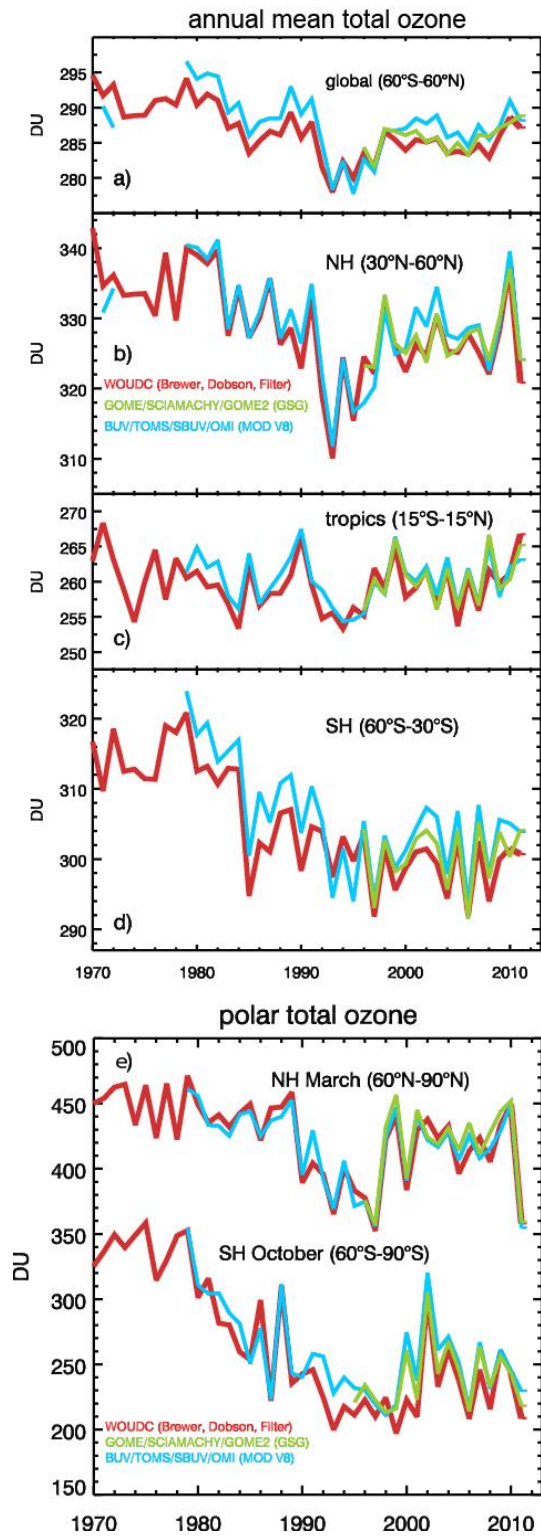 annual mean total ozone
295
290
285
280
275
DU
global (60°S-60°N)
a)
340
330
320
310
DU
NH (30°N-60°N)
b)
WOUDC (Brewer, Dobson, Filter)
GOME/SCIAMACHY/GOME2 (GSG)
BUV/TOMS/SBUV/OMI (MOD V8)
270
265
260
255
250
tropics (15°S-15°N)
c)
320
310
300
290
DU
SH (60°S-30°S)
d)
1970 1980 1990 2000 2010
polar total ozone
500
450
400
350
300
250
200
150
DU
e)
NH March (60°N-90°N)
SH October (60°S-90°S)
WOUDC (Brewer, Dobson, Filter)
GOME/SCIAMACHY/GOME2 (GSG)
BUV/TOMS/SBUV/OMI (MOD V8)
1970 1980 1990 2000 2010